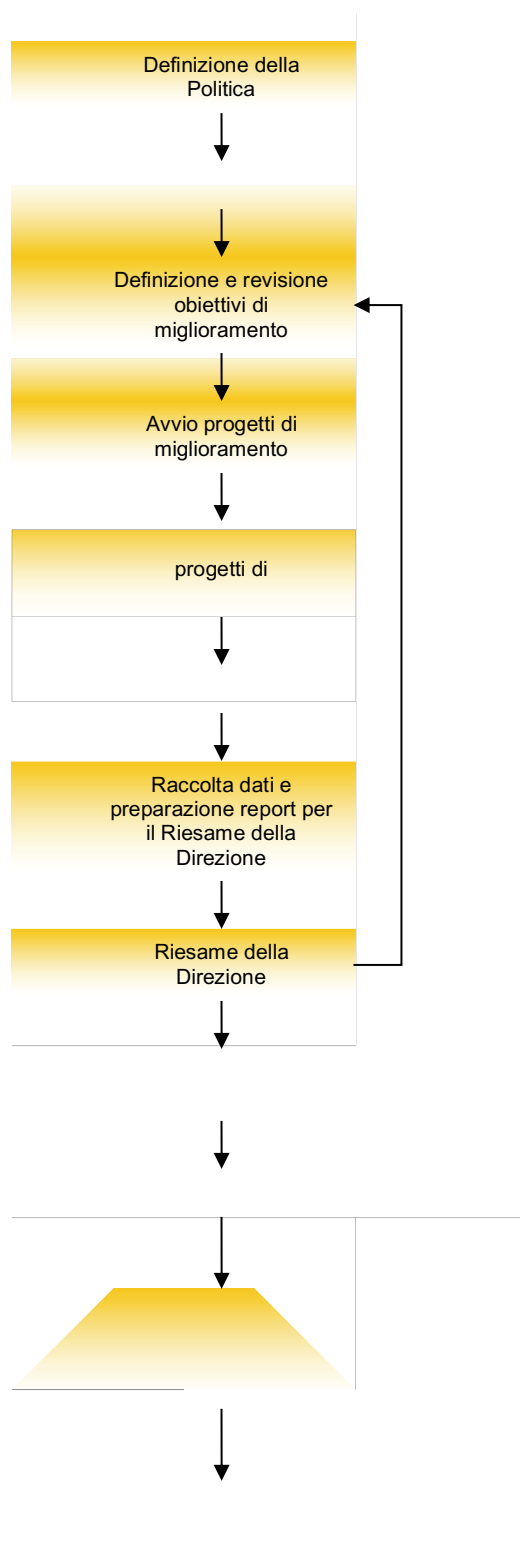 Definizione della
Politica
Definizione e revisione
obiettivi di
miglioramento
Avvio progetti di
miglioramento
progetti di
Raccolta dati e
preparazione report per
il Riesame della
Direzione
Riesame della
Direzione